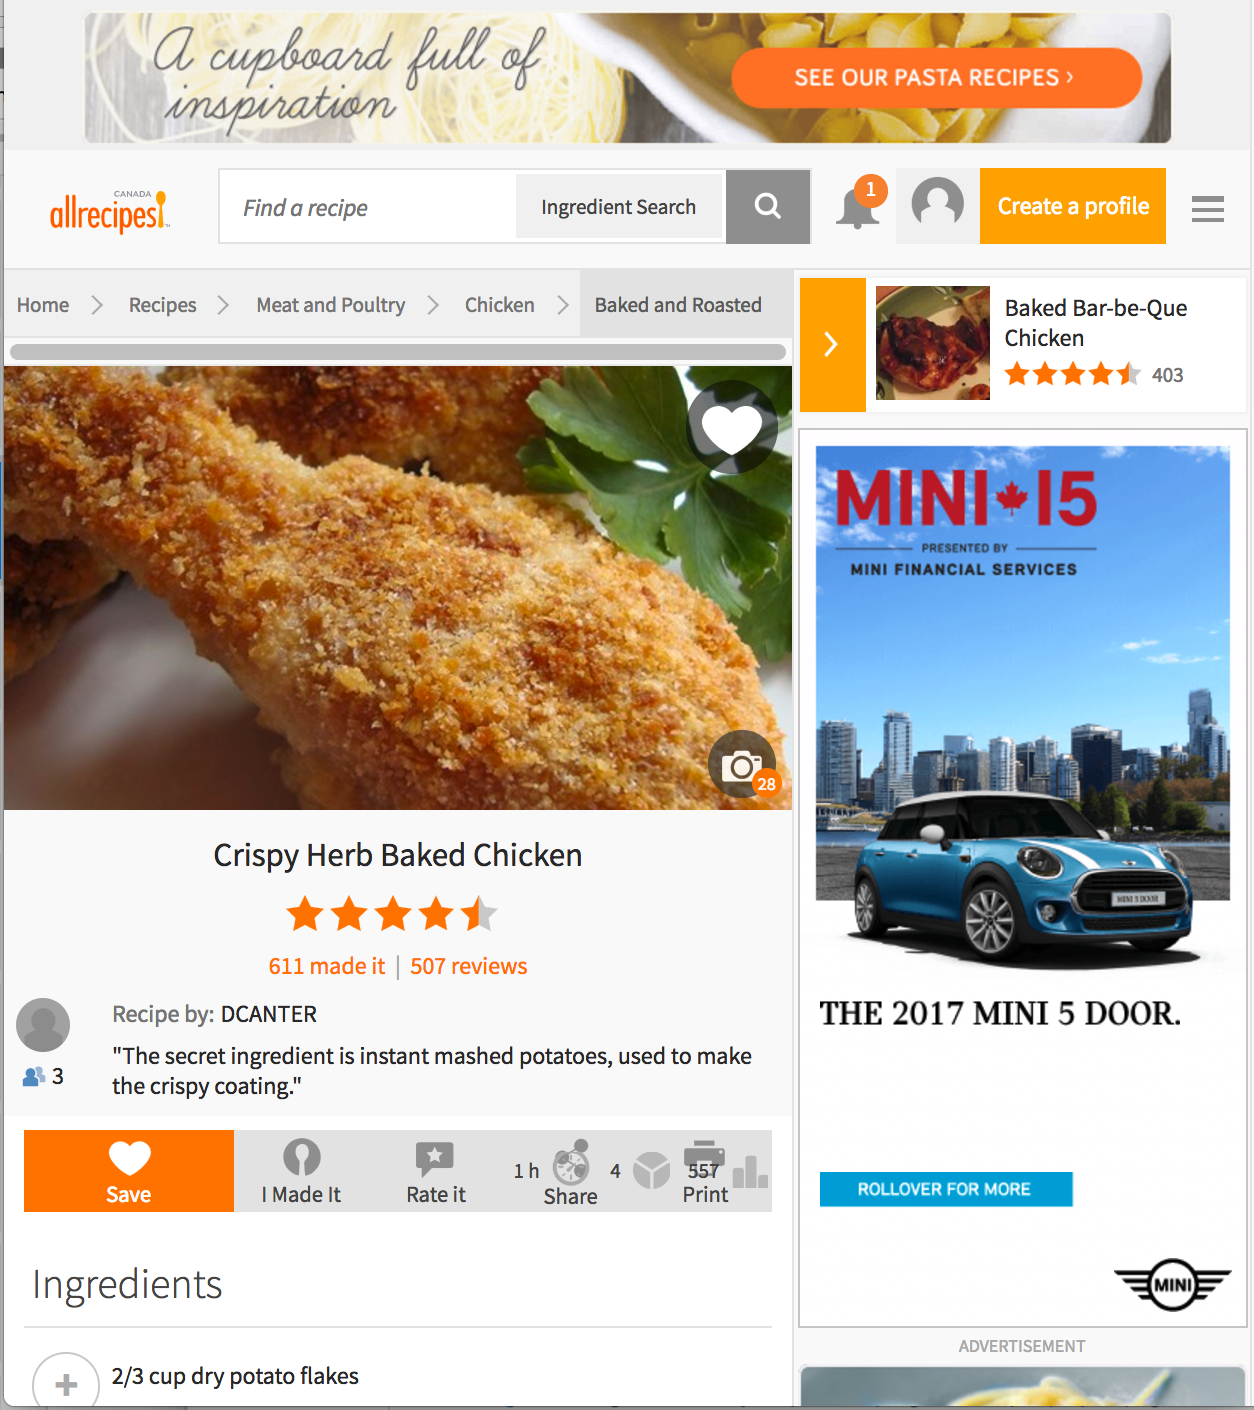 A cupboard full of
inspiration
SEE OUR PASTA RECIPES ›
CANADA
allrecipes
Find a recipe
Ingredient Search
1
Create a profile
Home
Recipes
Meat and Poultry
Chicken
Baked and Roasted
Baked Bar-be-Que
Chicken
403
MINI 15
PRESENTED BY
MINI FINANCIAL SERVICES
MINI 5 DOOR
28
Crispy Herb Baked Chicken
611 made it | 507 reviews
Recipe by: DCANTER
"The secret ingredient is instant mashed potatoes, used to make
the crispy coating."
3
THE 2017 MINI 5 DOOR.
Save
I Made It
Rate it
1 h
Share
4
557
Print
ROLLOVER FOR MORE
MINI
Ingredients
ADVERTISEMENT
2/3 cup dry potato flakes